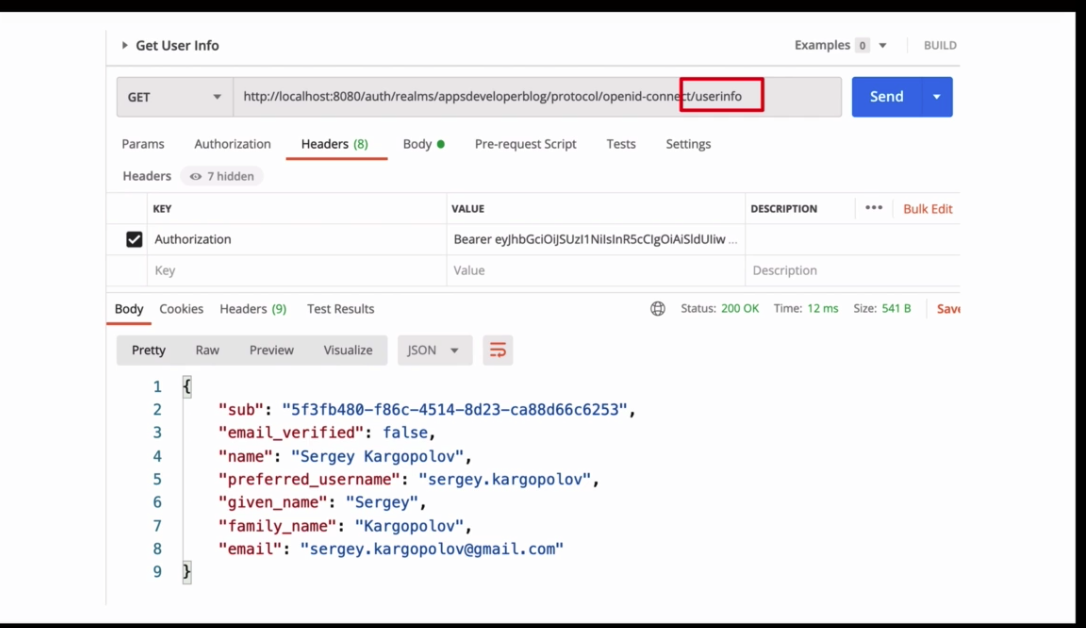 Get User Info
Examples 0
BUILD
GET
http://localhost:8080/auth/realms/appsdeveloperblog/protocol/openid-connect/userinfo
Send
Params Authorization Headers (8) Body Pre-request Script Tests Settings
Headers 7 hidden
KEY VALUE DESCRIPTION ••• Bulk Edit
Authorization Bearer eyJhbGciOiJSUzI1NiIsInR5cCIgOiAiSldUIiw ...
Key Value Description
Body Cookies Headers (9) Test Results Status: 200 OK Time: 12 ms Size: 541 B Save
Pretty Raw Preview Visualize JSON
1 {
2 "sub": "5f3fb480-f86c-4514-8d23-ca88d66c6253",
3 "email_verified": false,
4 "name": "Sergey Kargopolov",
5 "preferred_username": "sergey.kargopolov",
6 "given_name": "Sergey",
7 "family_name": "Kargopolov",
8 "email": "sergey.kargopolov@gmail.com"
9 }